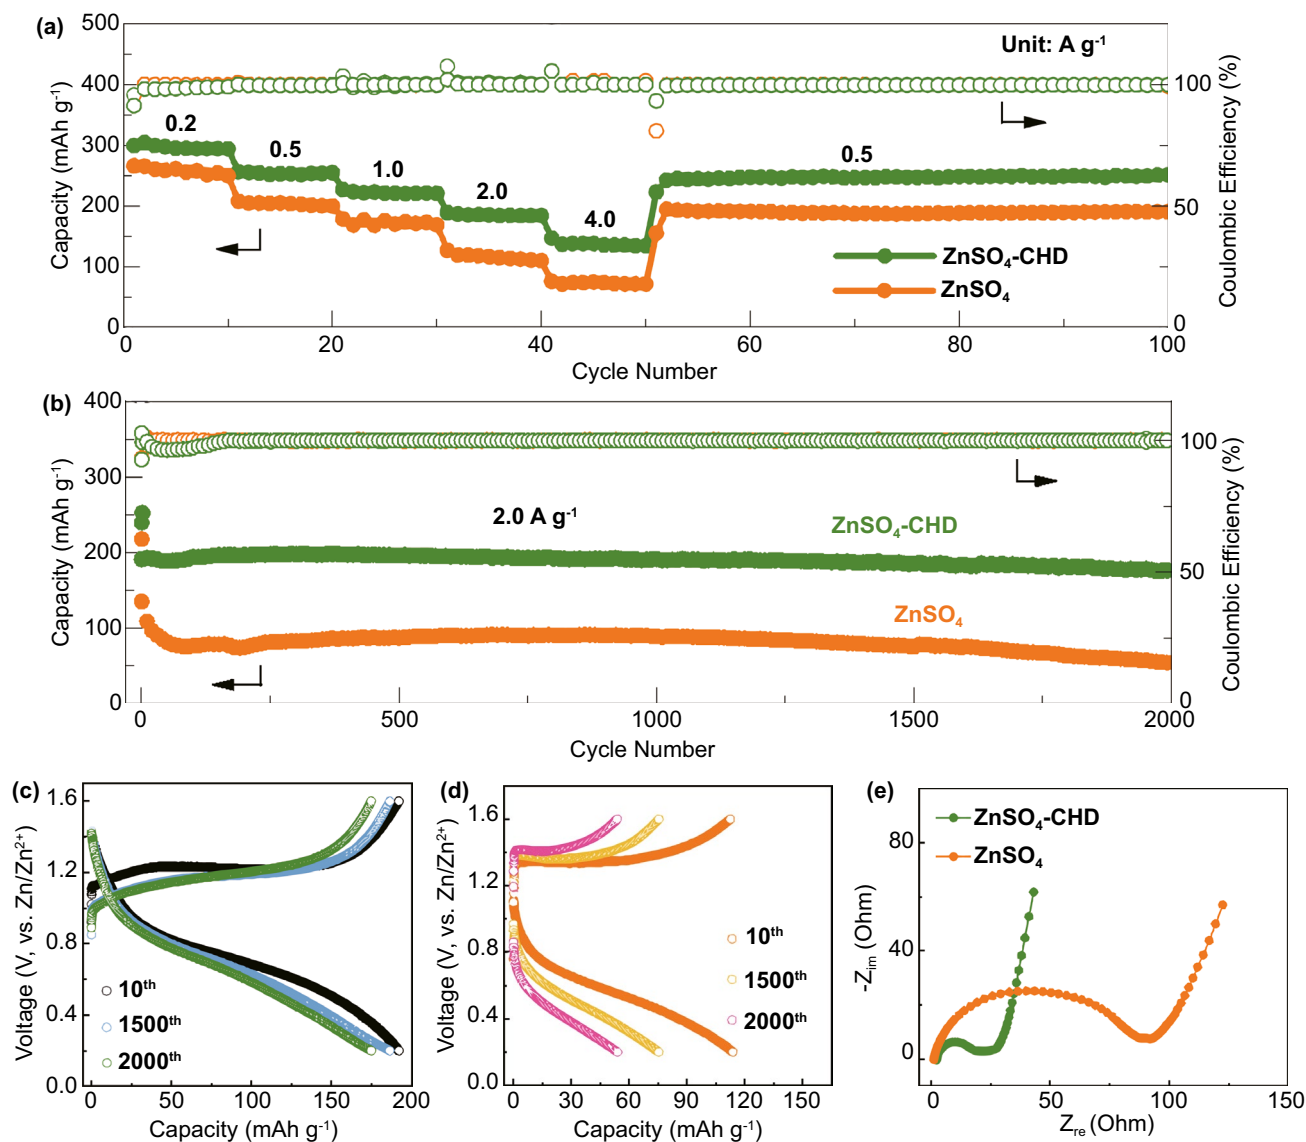 (a)
500
400
300
200
100
0
Capacity (mAh g-1)
Unit: A g-1
0.2
0.5
1.0
2.0
4.0
0.5
ZnSO4-CHD
ZnSO4
100
50
0
Coulombic Efficiency (%)
0 20 40 60 80 100
Cycle Number
(b)
400
300
200
100
0
Capacity (mAh g-1)
2.0 A g-1
ZnSO4-CHD
ZnSO4
100
50
0
Coulombic Efficiency (%)
0 500 1000 1500 2000
Cycle Number
(c)
1.6
1.2
0.8
0.4
0.0
Voltage (V, vs. Zn/Zn2+)
10th
1500th
2000th
0 50 100 150 200
Capacity (mAh g-1)
(d)
1.6
1.2
0.8
0.4
0.0
Voltage (V, vs. Zn/Zn2+)
10th
1500th
2000th
0 30 60 90 120 150
Capacity (mAh g-1)
(e)
80
40
0
-Zim (Ohm)
ZnSO4-CHD
ZnSO4
0 50 100 150
Zre (Ohm)